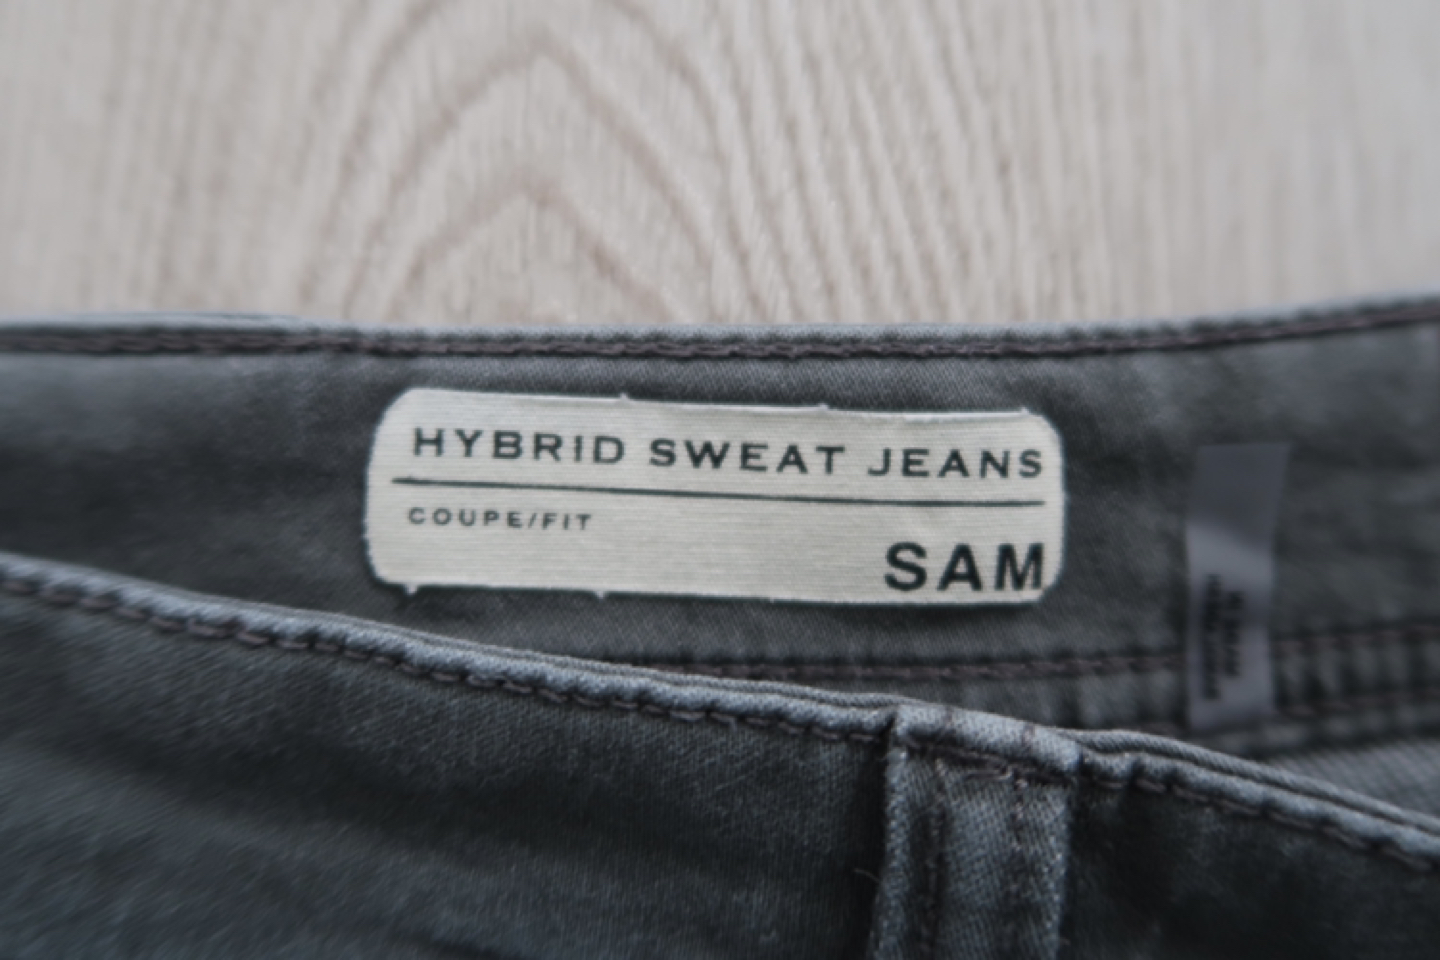 HYBRID SWEAT JEANS
COUPE/FIT
SAM